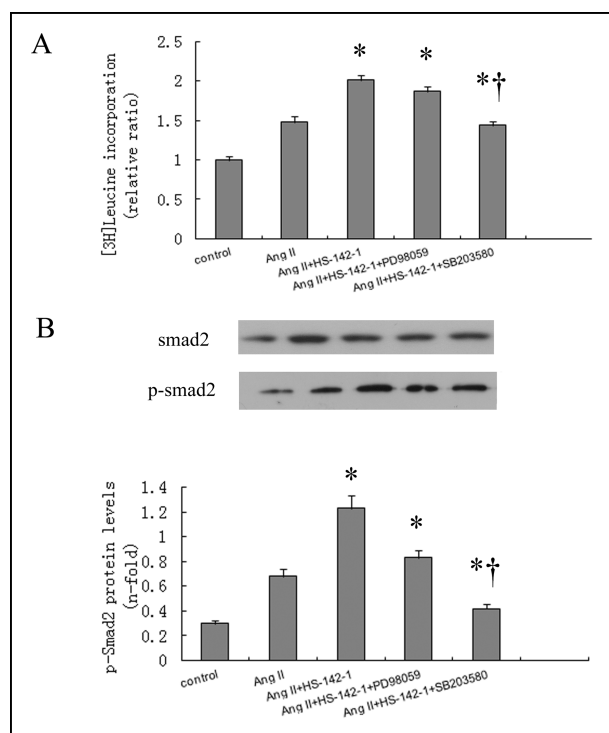 A
[3H]Leucine incorporation
(relative ratio)
2.5
2
1.5
1
0.5
0
*
*
*†
control
Ang II
Ang II+HS-142-1
Ang II+HS-142-1+PD98059
Ang II+HS-142-1+SB203580
B
smad2
p-smad2
p-Smad2 protein levels
(n-fold)
1.4
1.2
1
0.8
0.6
0.4
0.2
0
*
*
*†
control
Ang II
Ang II+HS-142-1
Ang II+HS-142-1+PD98059
Ang II+HS-142-1+SB203580